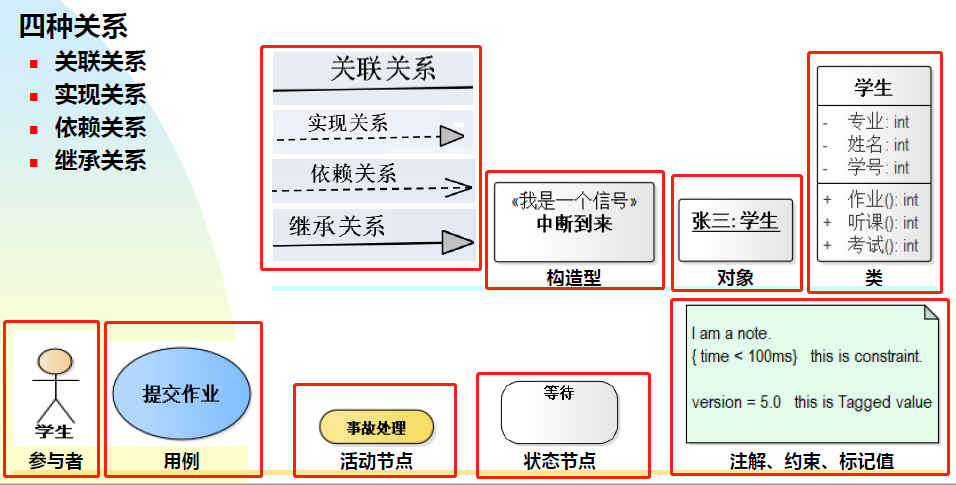 四种关系
关联关系
实现关系
依赖关系
继承关系
关联关系
实现关系
依赖关系
继承关系
«我是一个信号»
中断到来
构造型
张三: 学生
对象
学生
- 专业: int
- 姓名: int
- 学号: int
+ 作业(): int
+ 听课(): int
+ 考试(): int
类
学生
参与者
提交作业
用例
事故处理
活动节点
等待
状态节点
I am a note.
{ time < 100ms} this is constraint.
version = 5.0 this is Tagged value
注解、约束、标记值